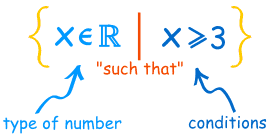 { x ∈ ℝ | x ⩾ 3 }
"such that"
type of number
conditions